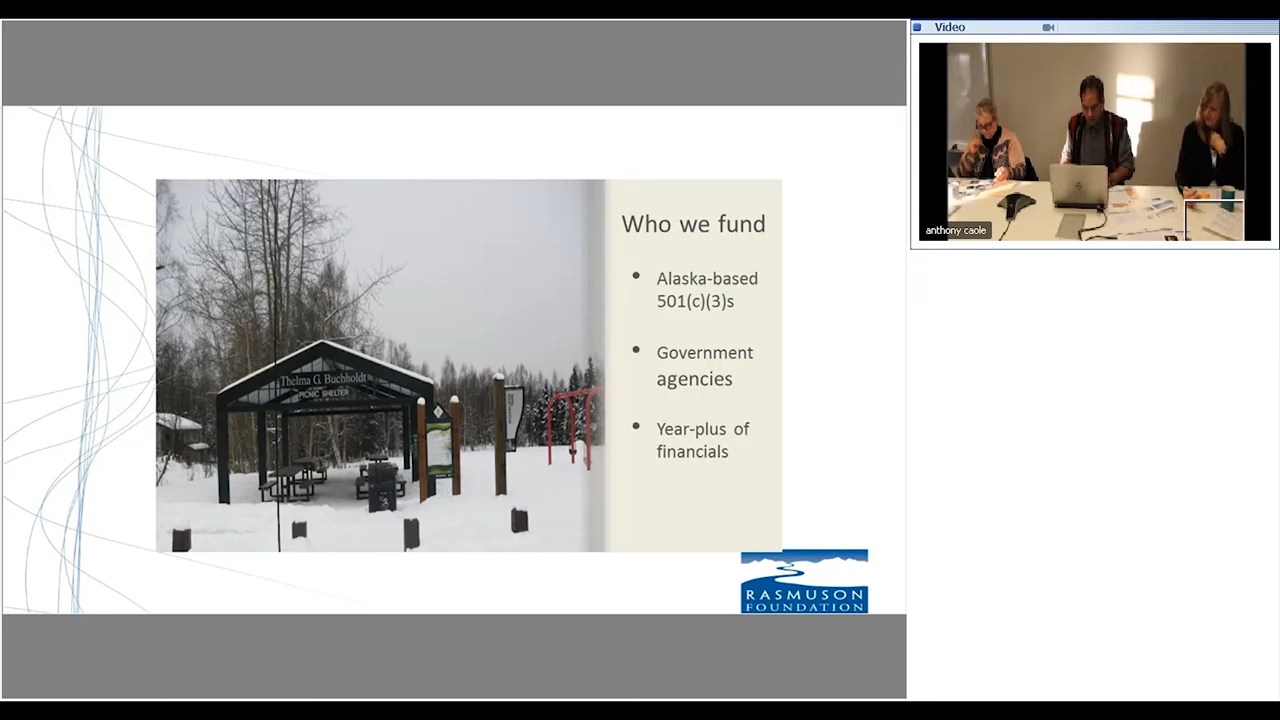 Video
anthony caole
Who we fund
Alaska-based
501(c)(3)s
Government
agencies
Year-plus of
financials
Thelma G. Buchholdt
PICNIC SHELTER
RASMUSON
FOUNDATION